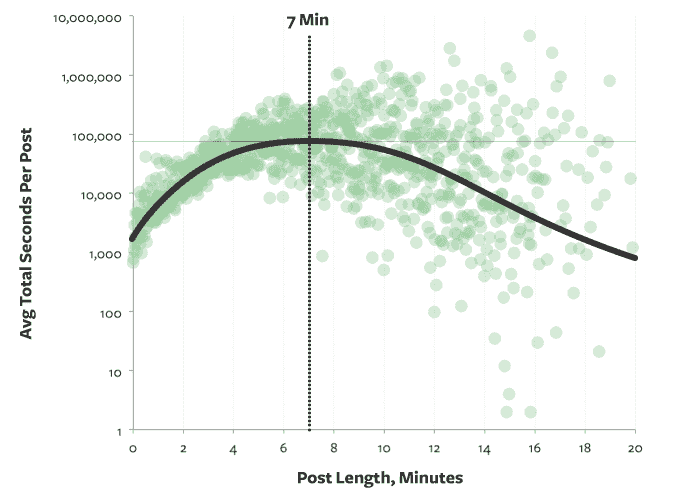 7 Min
10,000,000
1,000,000
100,000
10,000
1,000
100
10
1
Avg Total Seconds Per Post
0 2 4 6 8 10 12 14 16 18 20
Post Length, Minutes